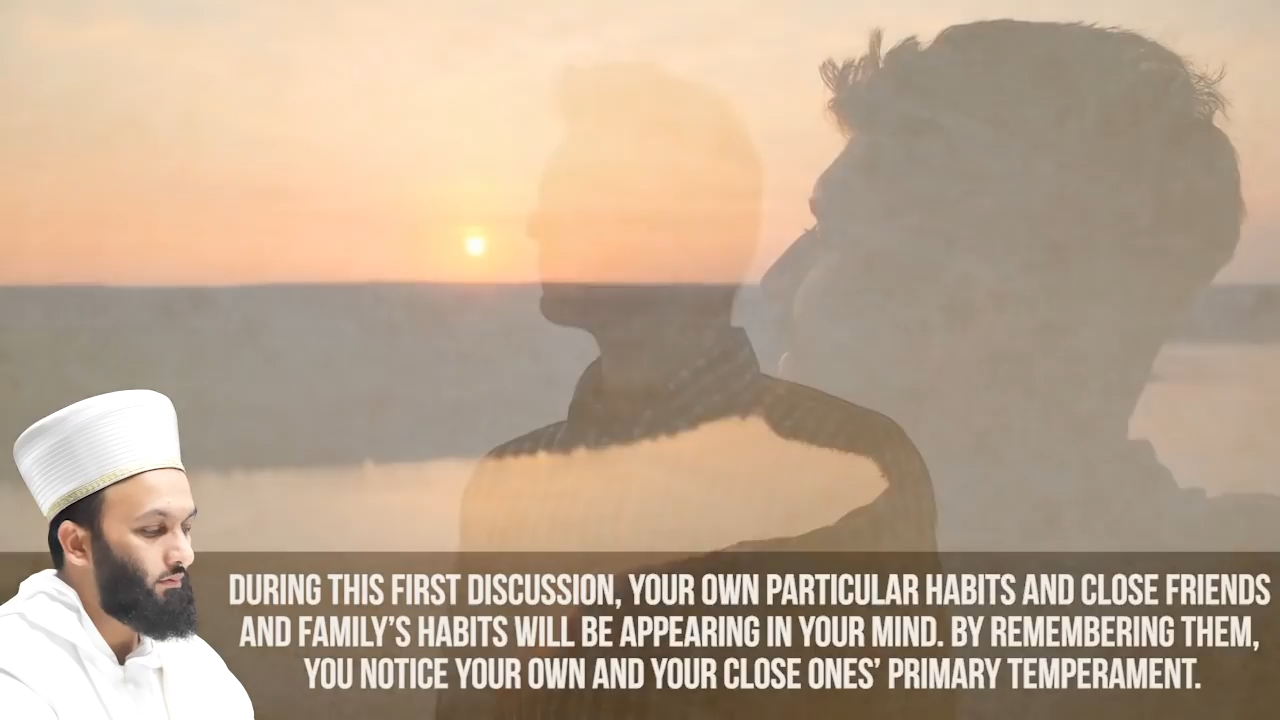 DURING THIS FIRST DISCUSSION, YOUR OWN PARTICULAR HABITS AND CLOSE FRIENDS
AND FAMILY’S HABITS WILL BE APPEARING IN YOUR MIND. BY REMEMBERING THEM,
YOU NOTICE YOUR OWN AND YOUR CLOSE ONES’ PRIMARY TEMPERAMENT.